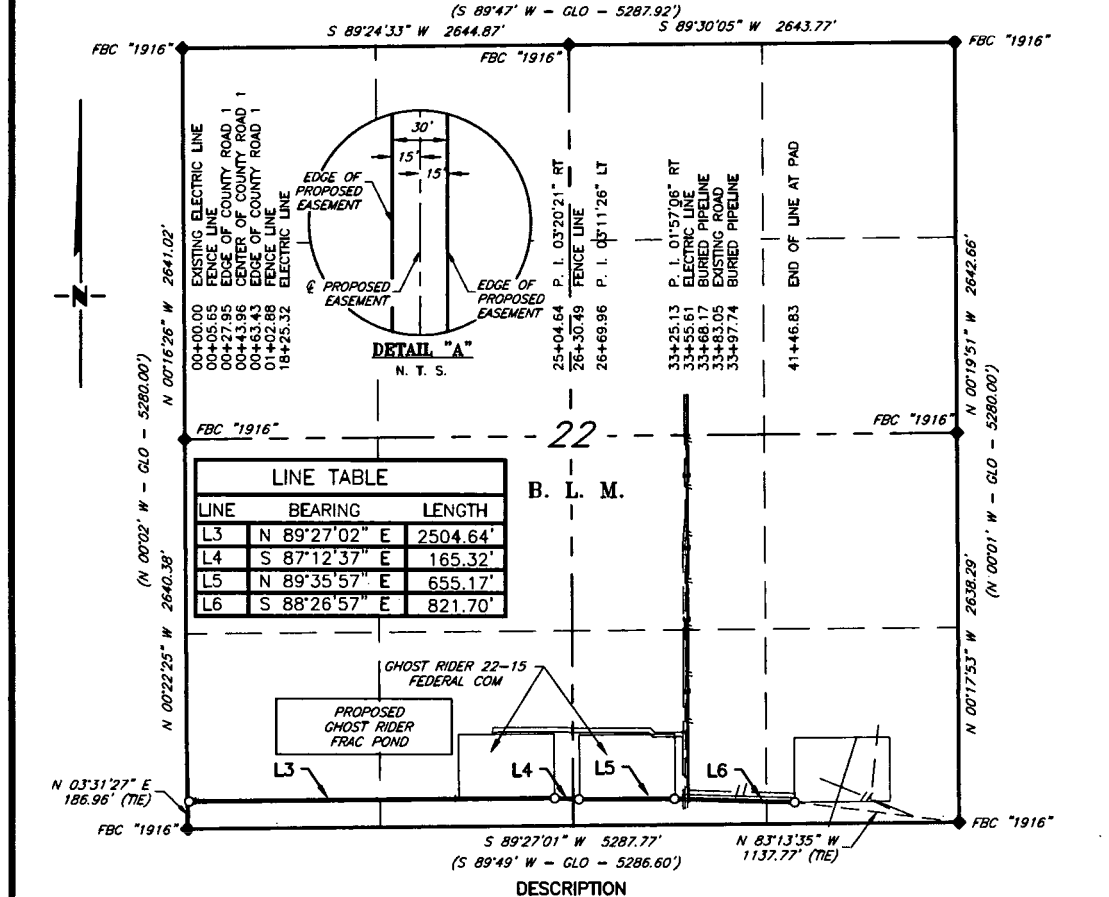 (S 89°47' W - GLO - 5287.92')
S 89°24'33" W 2644.87'
S 89°30'05" W 2643.77'
FBC "1916"
FBC "1916"
FBC "1916"
00+00.00 EXISTING ELECTRIC LINE
00+05.65 FENCE LINE
00+27.95 EDGE OF COUNTY ROAD 1
00+43.96 CENTER OF COUNTY ROAD 1
00+63.43 EDGE OF COUNTY ROAD 1
01+02.88 FENCE LINE
18+25.32 ELECTRIC LINE
30'
15'
15'
EDGE OF
PROPOSED
EASEMENT
℄ PROPOSED
EASEMENT
EDGE OF
PROPOSED
EASEMENT
DETAIL "A"
N. T. S.
25+04.64 P. I. 03°20'21" RT
26+30.49 FENCE LINE
26+69.96 P. I. 03°11'26" LT
33+25.13 P. I. 01°57'06" RT
33+55.61 ELECTRIC LINE
33+68.17 BURIED PIPELINE
33+83.05 EXISTING ROAD
33+97.74 BURIED PIPELINE
41+46.83 END OF LINE AT PAD
N 00°16'26" W 2641.02'
N
(N 00°02' W - GLO - 5280.00')
N 00°19'51" W 2642.66'
(N 00°01' W - GLO - 5280.00')
FBC "1916"
22
FBC "1916"
B. L. M.
LINE TABLE
LINE BEARING LENGTH
L3 N 89°27'02" E 2504.64'
L4 S 87°12'37" E 165.32'
L5 N 89°35'57" E 655.17'
L6 S 88°26'57" E 821.70'
N 00°22'25" W 2640.38'
N 00°17'53" W 2638.29'
GHOST RIDER 22-15
FEDERAL COM
PROPOSED
GHOST RIDER
FRAC POND
L3
L4
L5
L6
N 03°31'27" E
186.96' (TIE)
FBC "1916"
FBC "1916"
S 89°27'01" W 5287.77'
(S 89°49' W - GLO - 5286.60')
N 83°13'35" W
1137.77' (TIE)
DESCRIPTION